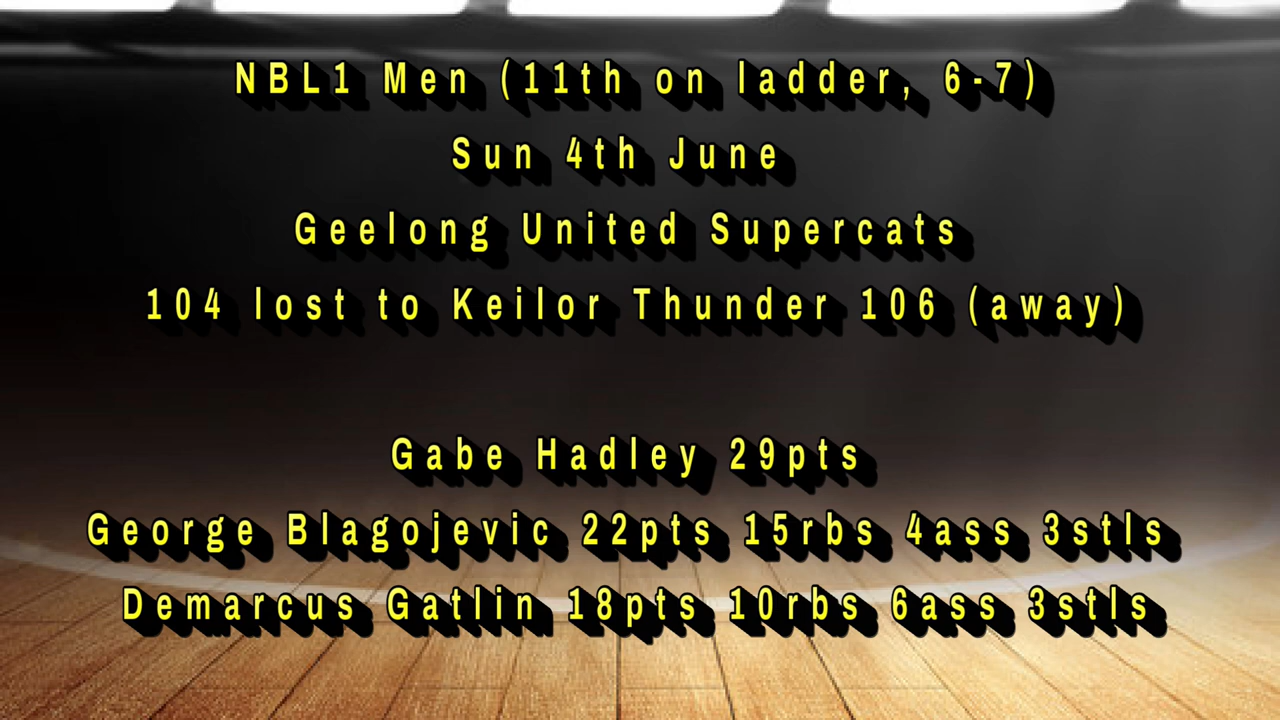 NBL1 Men (11th on ladder, 6-7)
Sun 4th June
Geelong United Supercats
104 lost to Keilor Thunder 106 (away)
Gabe Hadley 29pts
George Blagojevic 22pts 15rbs 4ass 3stls
Demarcus Gatlin 18pts 10rbs 6ass 3stls